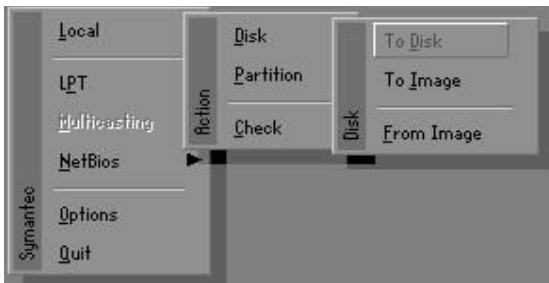 Local
LPT
Multicasting
NetBios
Options
Quit
Symantec
Disk
Partition
Check
Action
To Disk
To Image
From Image
Disk